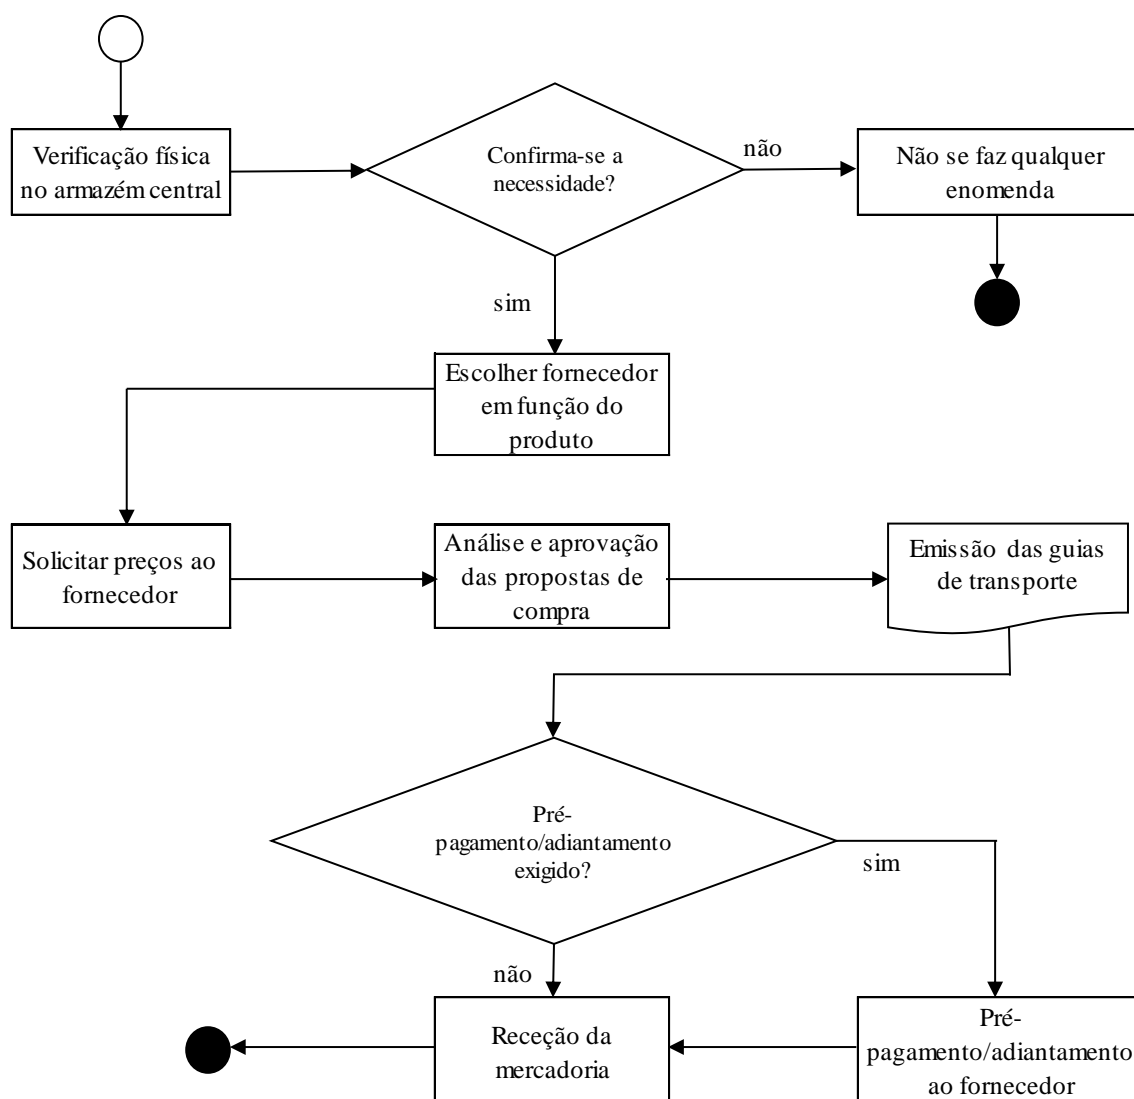 Verificação física
no armazém central
Confirma-se a
necessidade?
não
Não se faz qualquer
enomenda
sim
Escolher fornecedor
em função do
produto
Solicitar preços ao
fornecedor
Análise e aprovação
das propostas de
compra
Emissão das guias
de transporte
Pré-
pagamento/adiantamento
exigido?
sim
não
Receção da
mercadoria
Pré-
pagamento/adiantamento
ao fornecedor